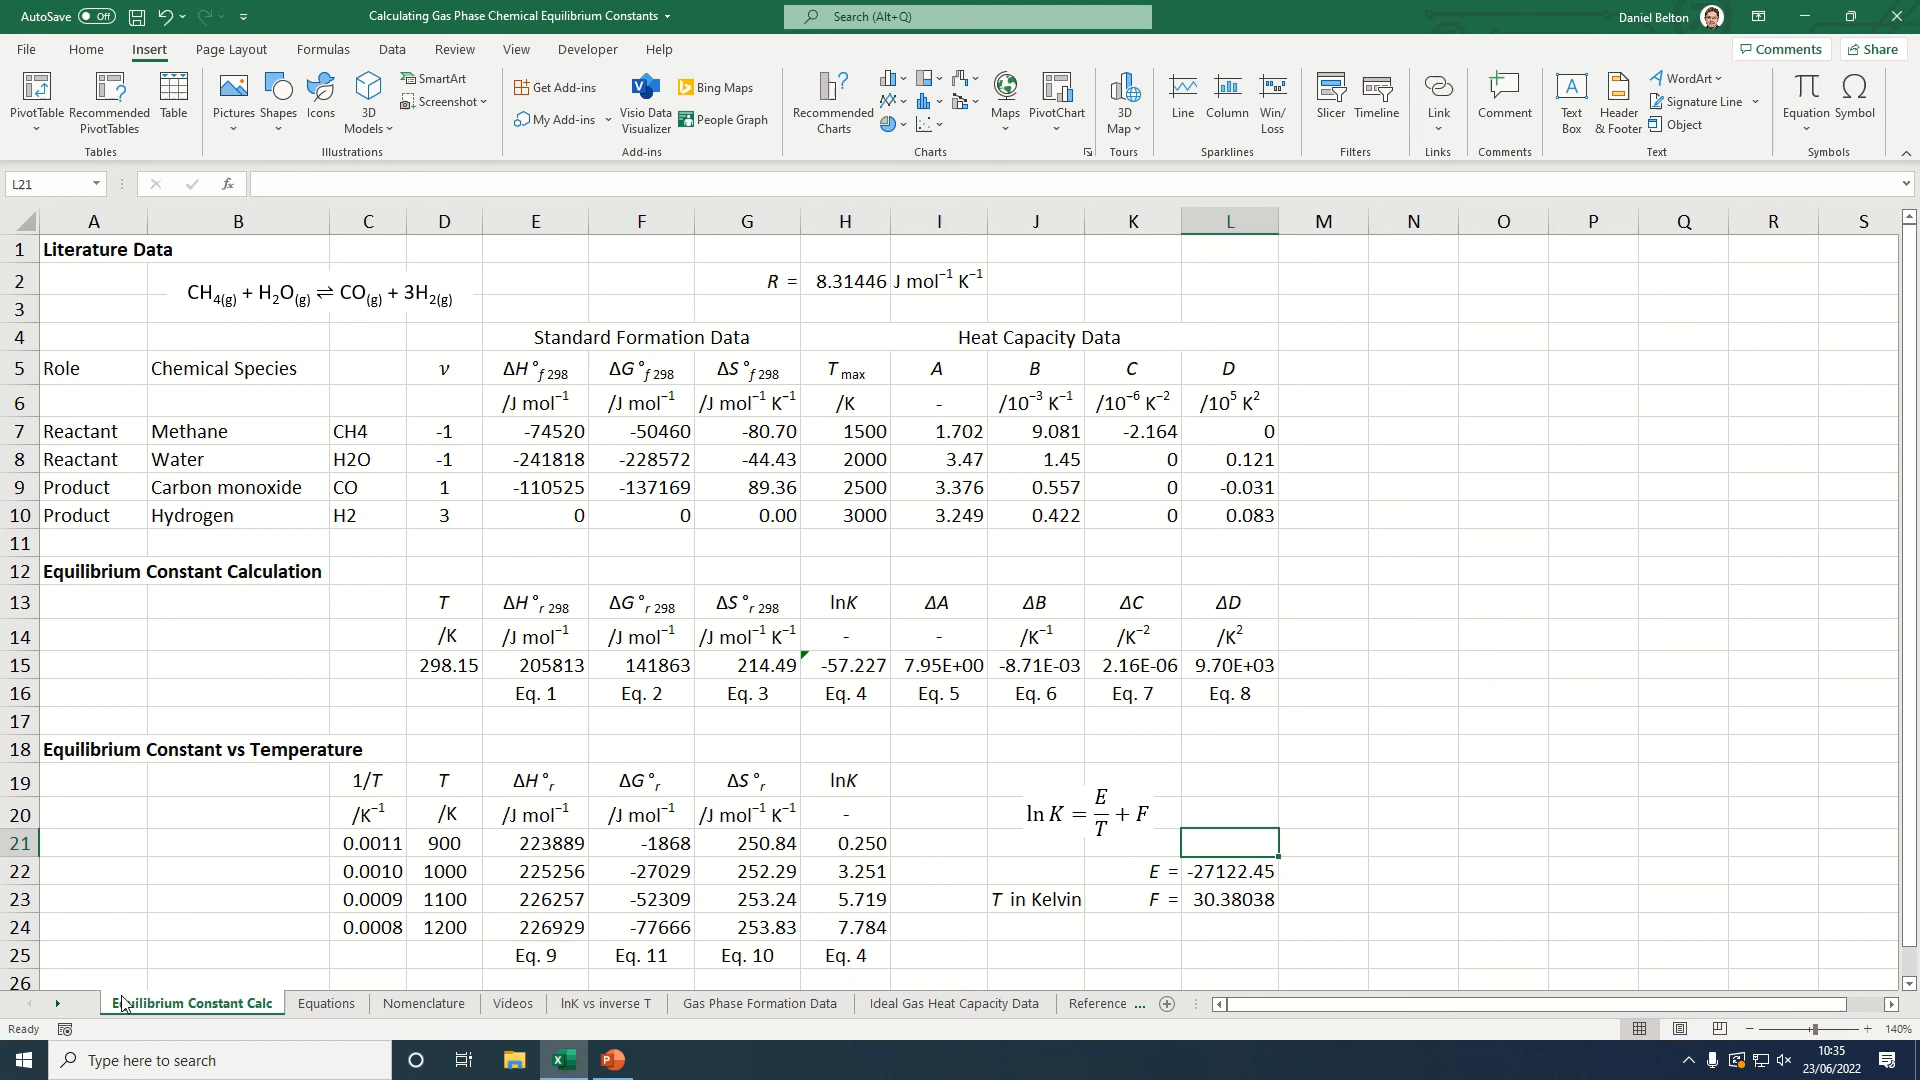 AutoSave Off Calculating Gas Phase Chemical Equilibrium Constants Search (Alt+Q) Daniel Belton
File Home Insert Page Layout Formulas Data Review View Developer Help Comments Share
PivotTable Recommended PivotTables Table Pictures Shapes Icons 3D Models SmartArt Screenshot Get Add-ins My Add-ins Visio Data Visualizer Bing Maps People Graph Recommended Charts Maps PivotChart 3D Map Line Column Win/ Loss Slicer Timeline Link Comment Text Box Header & Footer WordArt Signature Line Object Equation Symbol
Tables Illustrations Add-ins Charts Tours Sparklines Filters Links Comments Text Symbols
L21 fx
A B C D E F G H I J K L M N O P Q R S
1 Literature Data
2 R = 8.31446 J mol⁻¹ K⁻¹
CH₄(g) + H₂O(g) ⇌ CO(g) + 3H₂(g)
3
4 Standard Formation Data Heat Capacity Data
5 Role Chemical Species ν ΔH°f 298 ΔG°f 298 ΔS°f 298 T max A B C D
6 /J mol⁻¹ /J mol⁻¹ /J mol⁻¹ K⁻¹ /K - /10⁻³ K⁻¹ /10⁻⁶ K⁻² /10⁵ K²
7 Reactant Methane CH4 -1 -74520 -50460 -80.70 1500 1.702 9.081 -2.164 0
8 Reactant Water H2O -1 -241818 -228572 -44.43 2000 3.47 1.45 0 0.121
9 Product Carbon monoxide CO 1 -110525 -137169 89.36 2500 3.376 0.557 0 -0.031
10 Product Hydrogen H2 3 0 0 0.00 3000 3.249 0.422 0 0.083
11
12 Equilibrium Constant Calculation
13 T ΔH°r 298 ΔG°r 298 ΔS°r 298 lnK ΔA ΔB ΔC ΔD
14 /K /J mol⁻¹ /J mol⁻¹ /J mol⁻¹ K⁻¹ - - /K⁻¹ /K⁻² /K²
15 298.15 205813 141863 214.49 -57.227 7.95E+00 -8.71E-03 2.16E-06 9.70E+03
16 Eq. 1 Eq. 2 Eq. 3 Eq. 4 Eq. 5 Eq. 6 Eq. 7 Eq. 8
17
18 Equilibrium Constant vs Temperature
19 1/T T ΔH°r ΔG°r ΔS°r lnK
20 /K⁻¹ /K /J mol⁻¹ /J mol⁻¹ /J mol⁻¹ K⁻¹ - ln K = E/T + F
21 0.0011 900 223889 -1868 250.84 0.250
22 0.0010 1000 225256 -27029 252.29 3.251 E = -27122.45
23 0.0009 1100 226257 -52309 253.24 5.719 T in Kelvin F = 30.38038
24 0.0008 1200 226929 -77666 253.83 7.784
25 Eq. 9 Eq. 11 Eq. 10 Eq. 4
26
Equilibrium Constant Calc Equations Nomenclature Videos lnK vs inverse T Gas Phase Formation Data Ideal Gas Heat Capacity Data Reference ...
Ready 140%
Type here to search 10:35
23/06/2022